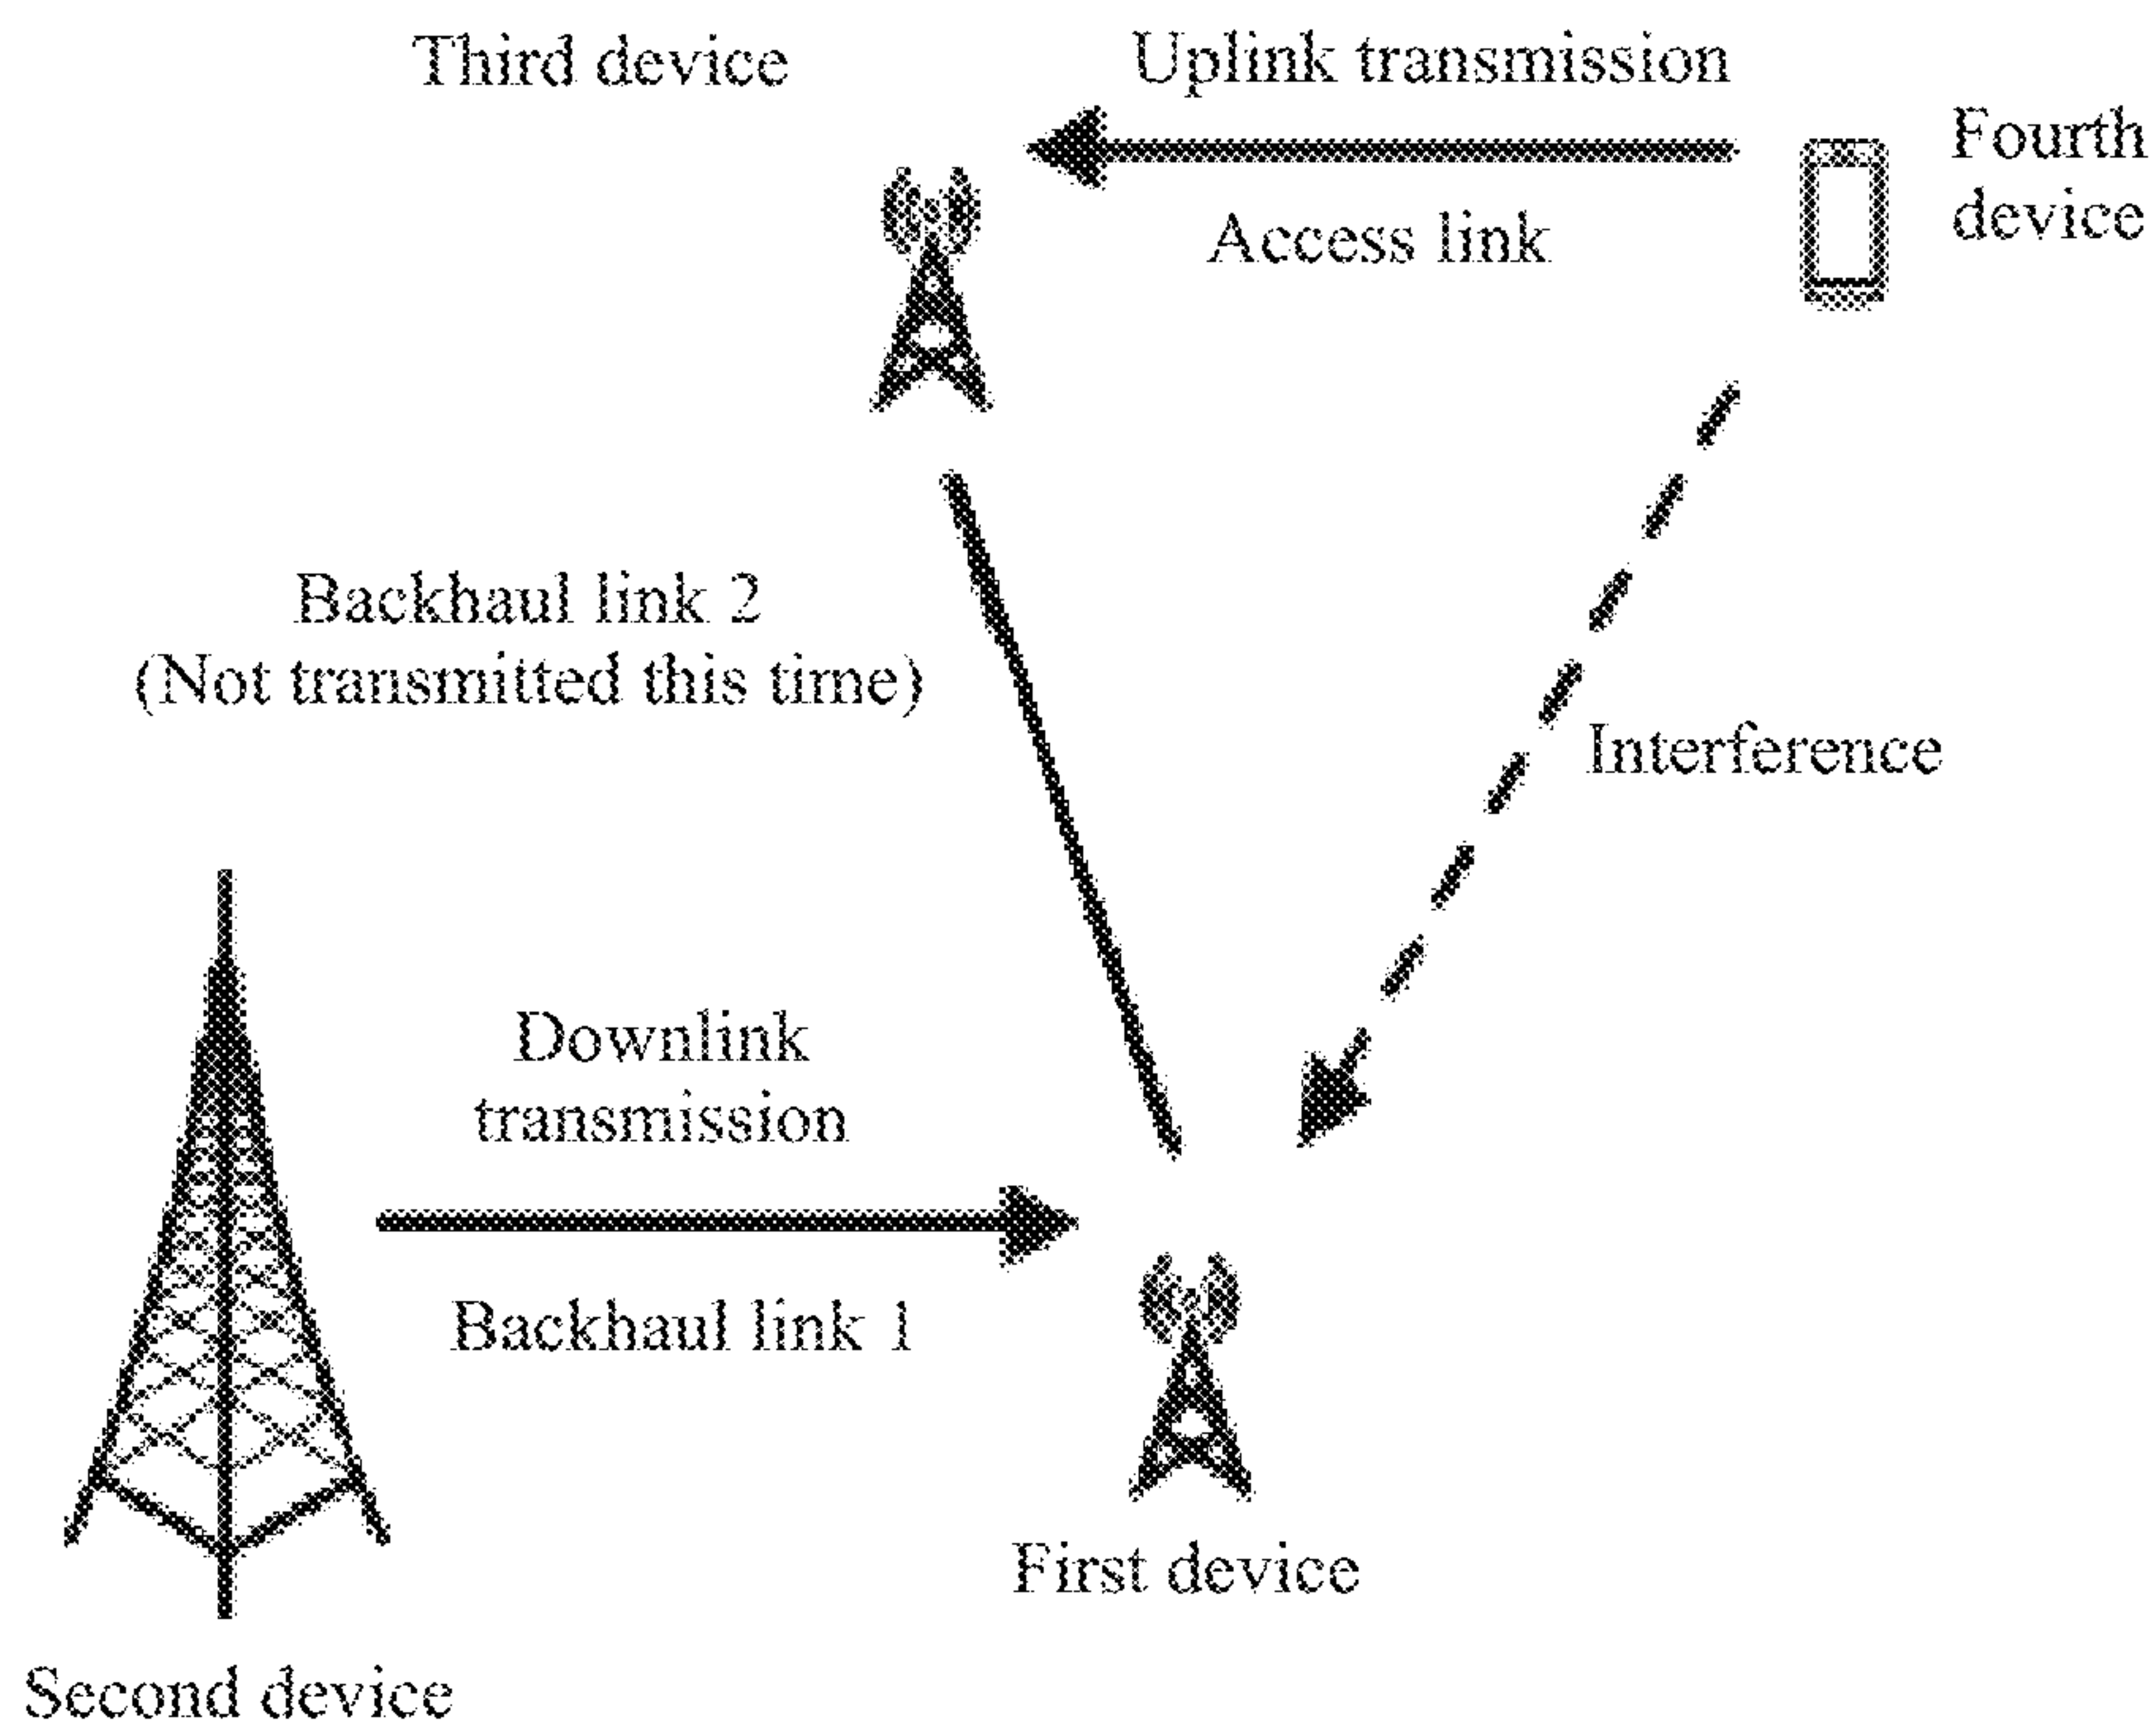 Third device
Uplink transmission
Fourth
device
Access link
Backhaul link 2
(Not transmitted this time)
Interference
Downlink
transmission
Backhaul link 1
First device
Second device